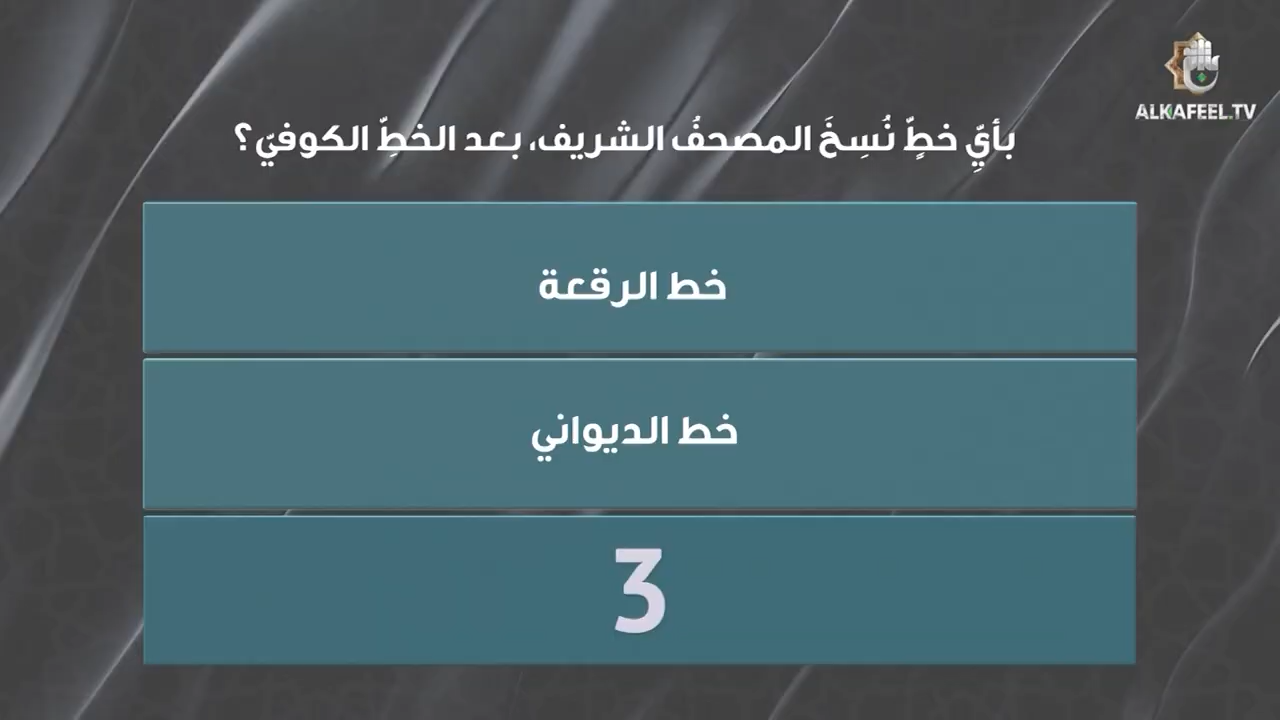 ALKAFEEL.TV
بأيِّ خطٍّ نُسِخَ المصحفُ الشريف، بعد الخطِّ الكوفيّ؟
خط الرقعة
خط الديواني
3